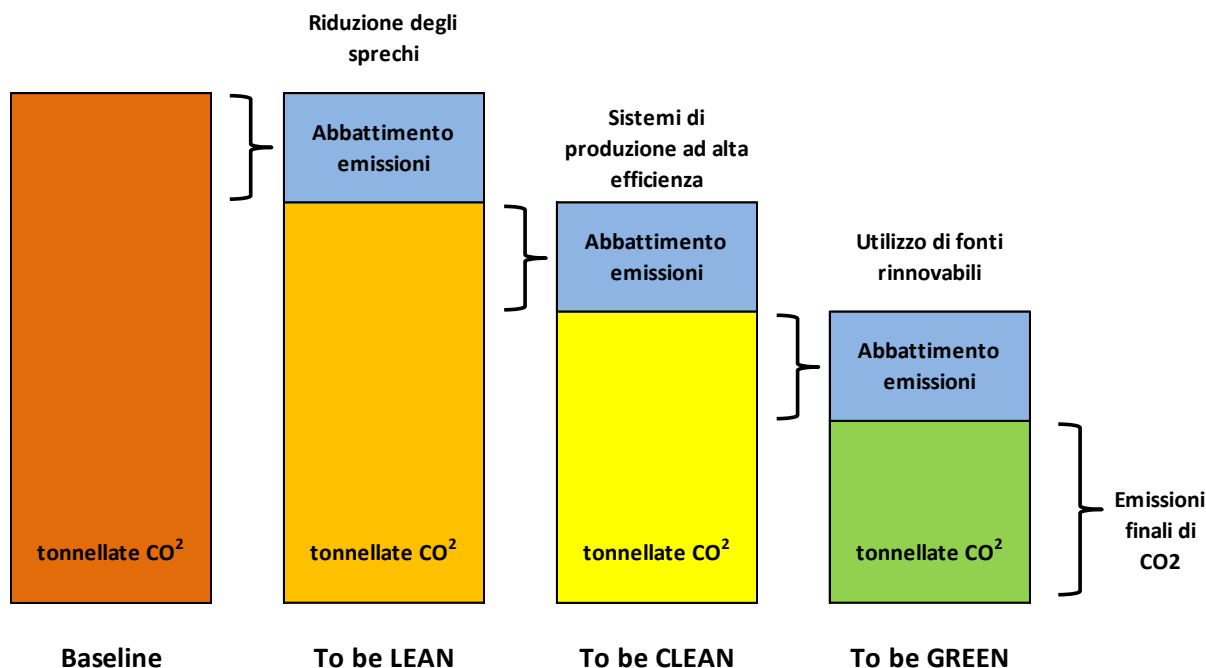 Riduzione degli
sprechi
Abbattimento
emissioni
Sistemi di
produzione ad alta
efficienza
Abbattimento
emissioni
Utilizzo di fonti
rinnovabili
Abbattimento
emissioni
tonnellate CO²
tonnellate CO²
tonnellate CO²
tonnellate CO²
Emissioni
finali di
CO2
Baseline
To be LEAN
To be CLEAN
To be GREEN